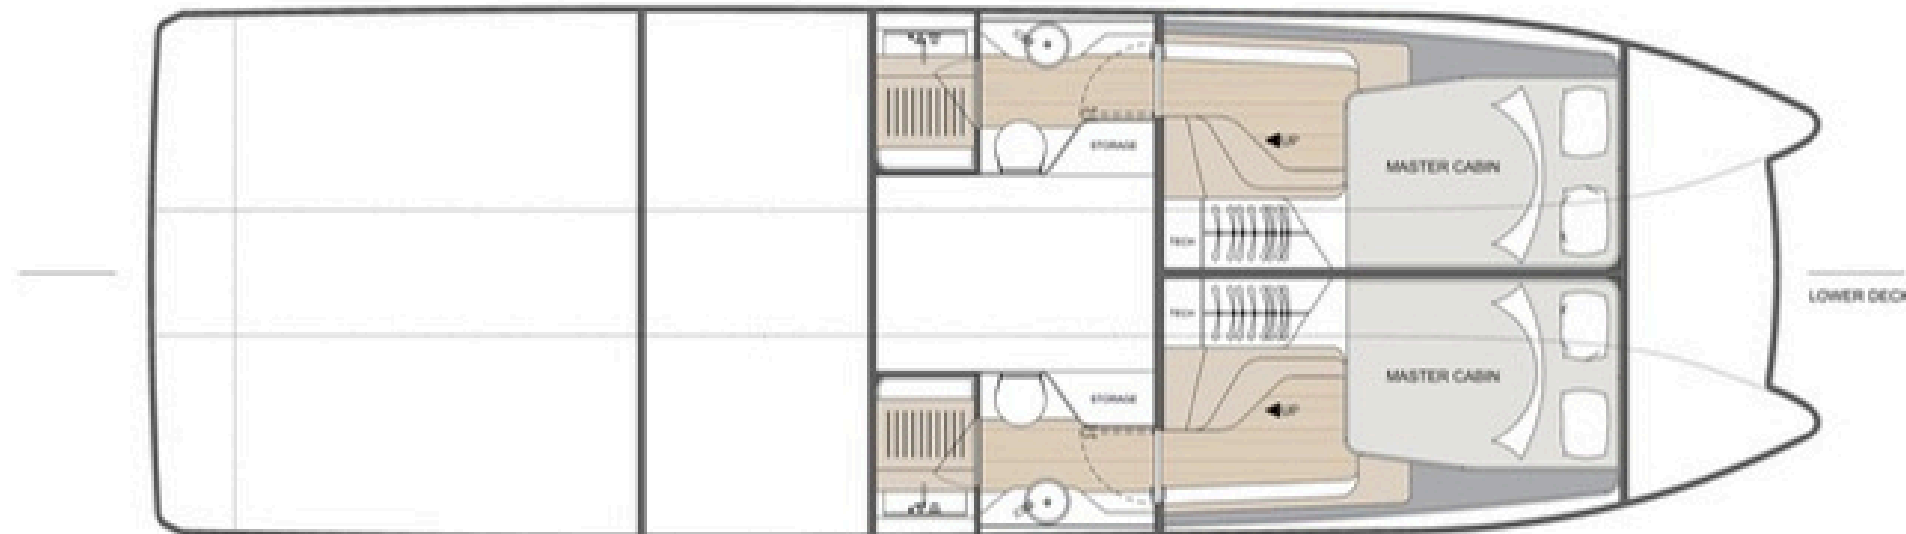 STORAGE
UP
MASTER CABIN
TECH
TECH
LOWER DECK
MASTER CABIN
STORAGE
UP